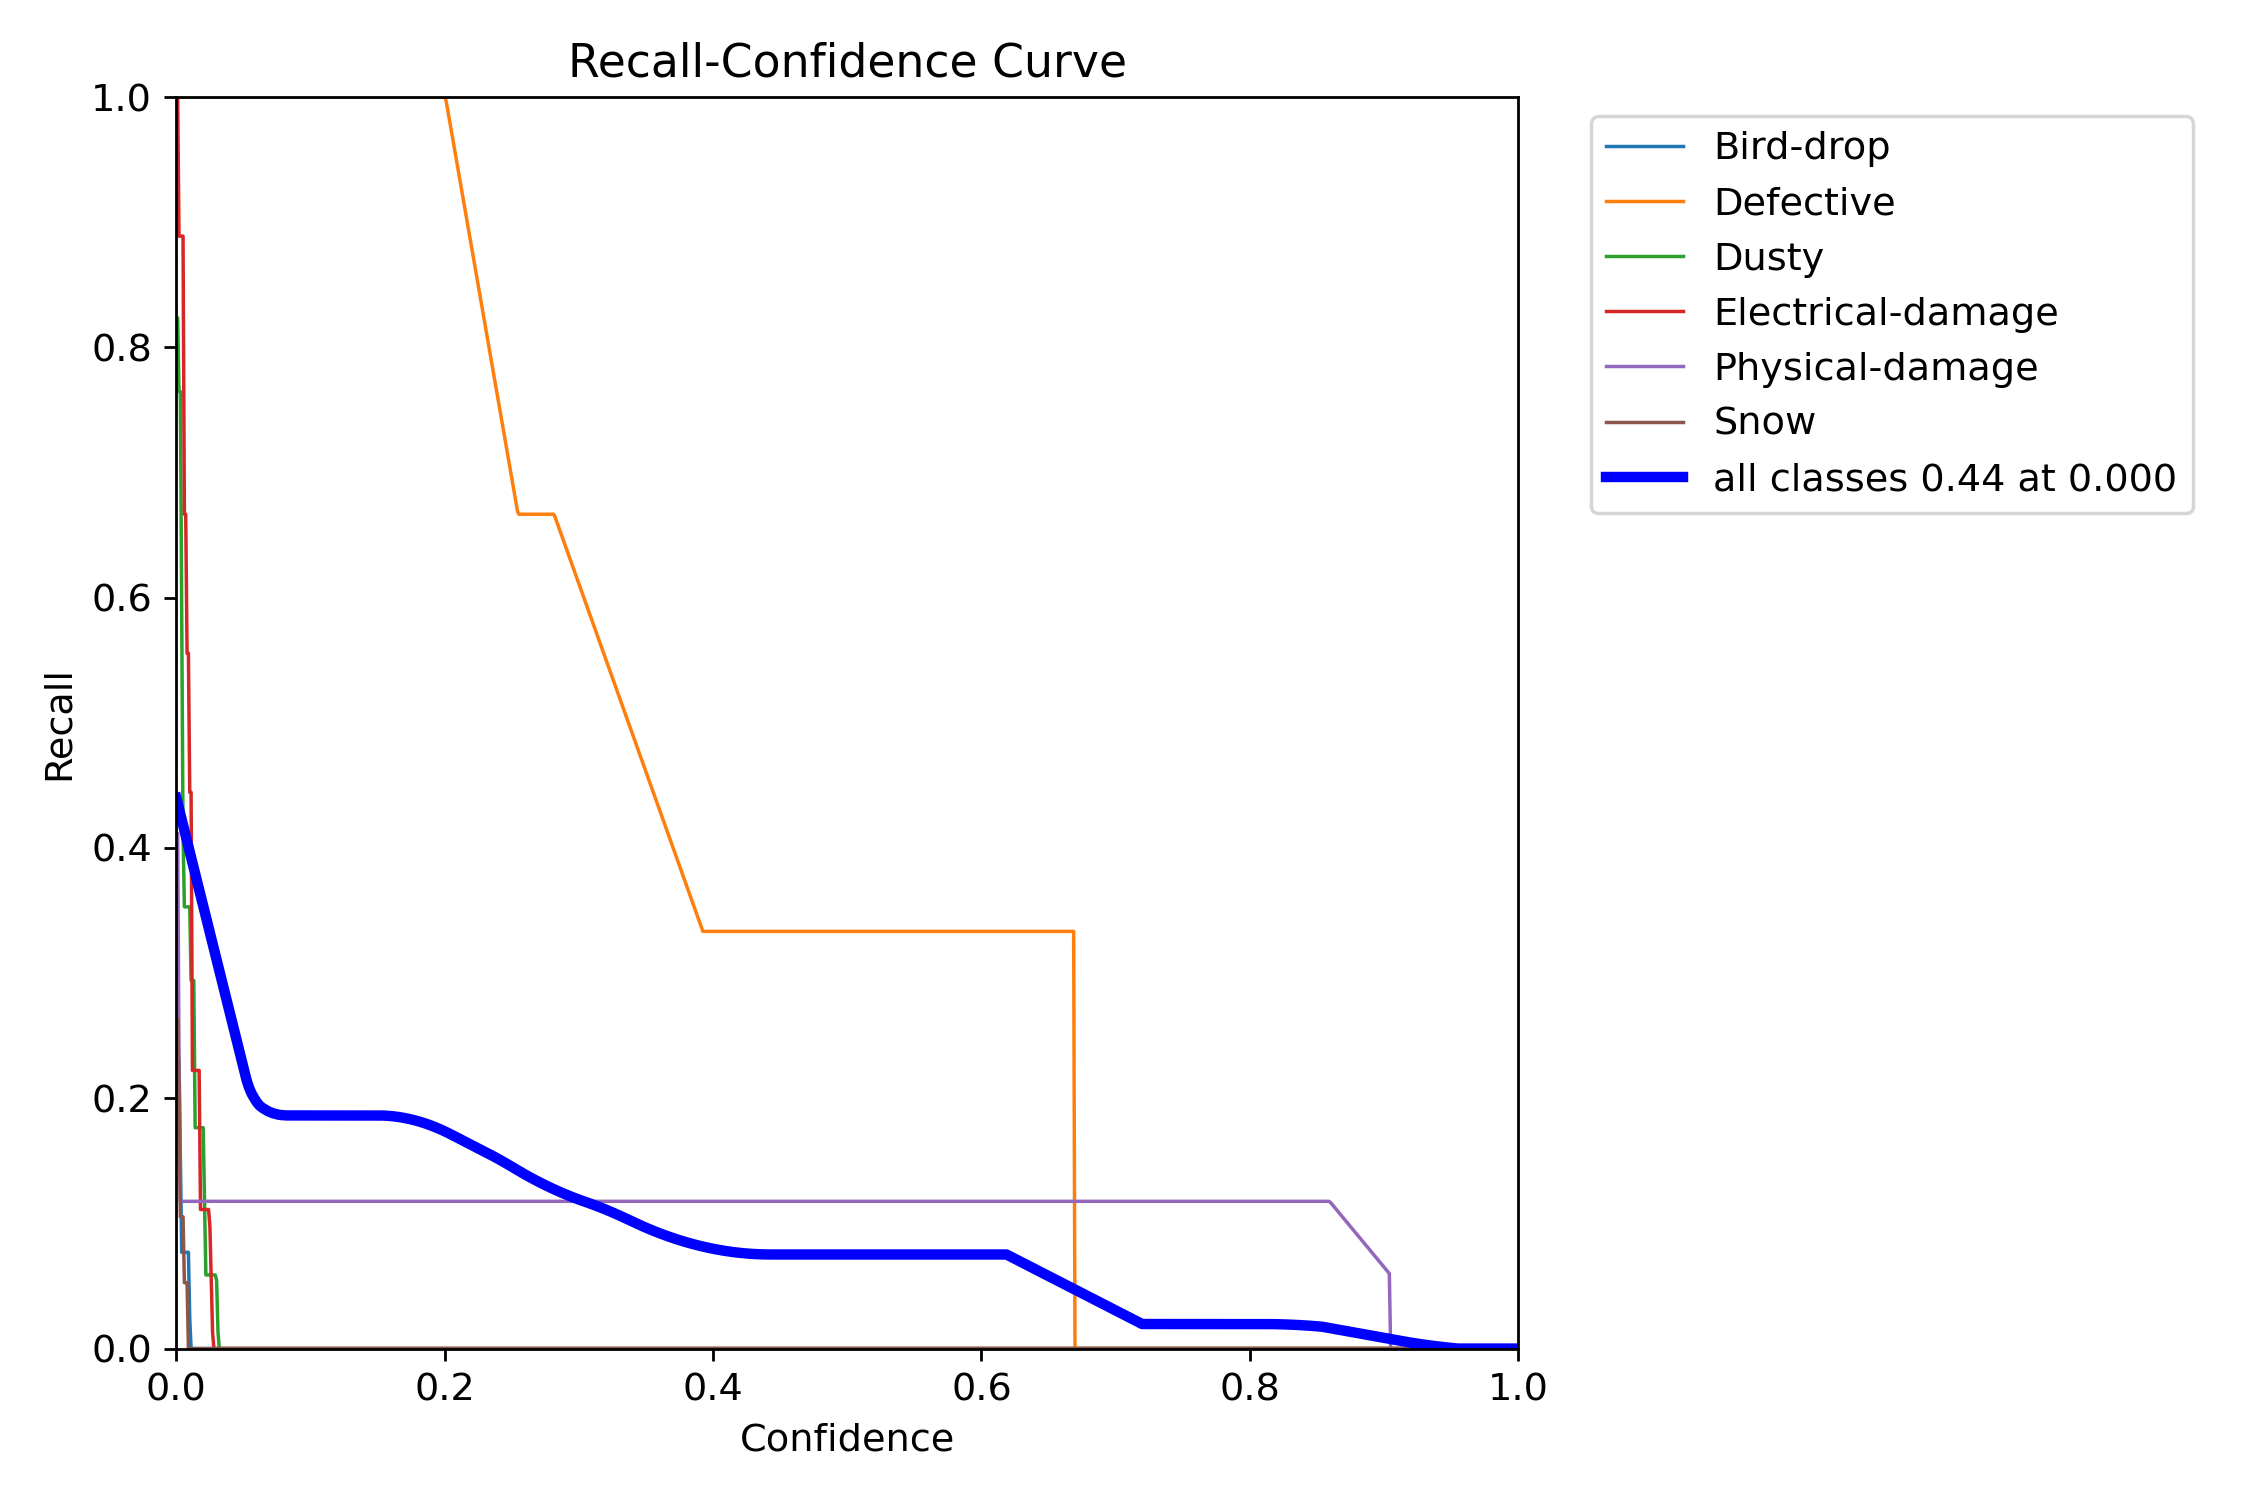 Recall-Confidence Curve
1.0
0.8
0.6
0.4
0.2
0.0
Recall
0.0 0.2 0.4 0.6 0.8 1.0
Confidence
Bird-drop
Defective
Dusty
Electrical-damage
Physical-damage
Snow
all classes 0.44 at 0.000